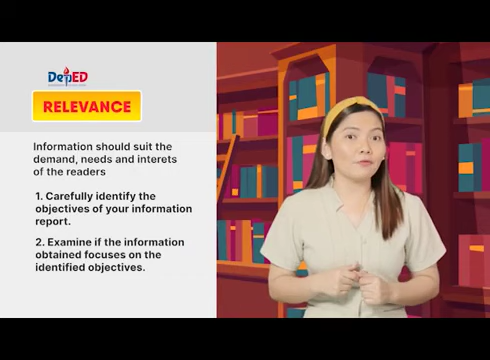 DepED
RELEVANCE
Information should suit the
demand, needs and interets
of the readers
1. Carefully identify the
objectives of your information
report.
2. Examine if the information
obtained focuses on the
identified objectives.